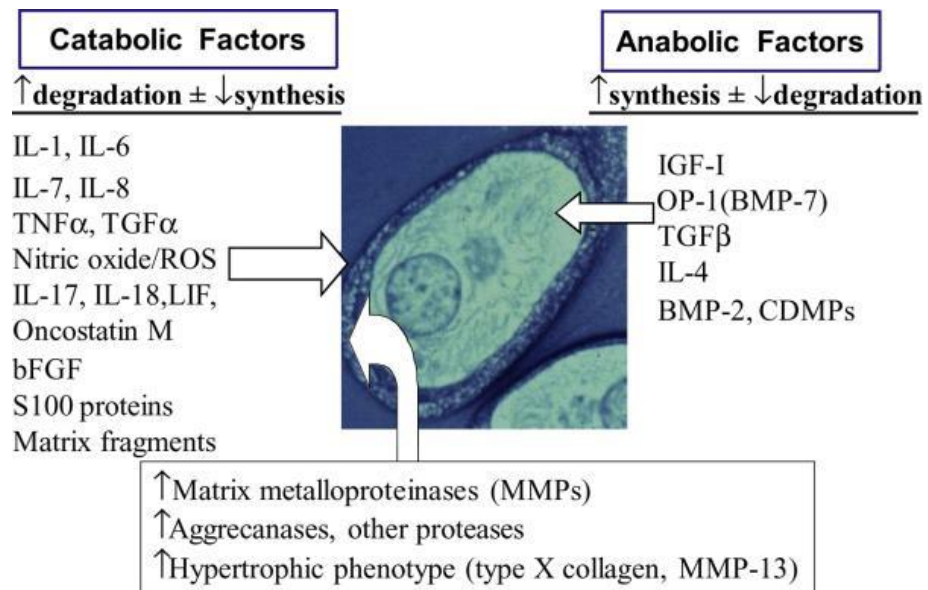 Catabolic Factors
↑degradation ± ↓synthesis
IL-1, IL-6
IL-7, IL-8
TNFα, TGFα
Nitric oxide/ROS
IL-17, IL-18,LIF,
Oncostatin M
bFGF
S100 proteins
Matrix fragments
Anabolic Factors
↑synthesis ± ↓degradation
IGF-I
OP-1(BMP-7)
TGFβ
IL-4
BMP-2, CDMPs
↑Matrix metalloproteinases (MMPs)
↑Aggrecanases, other proteases
↑Hypertrophic phenotype (type X collagen, MMP-13)